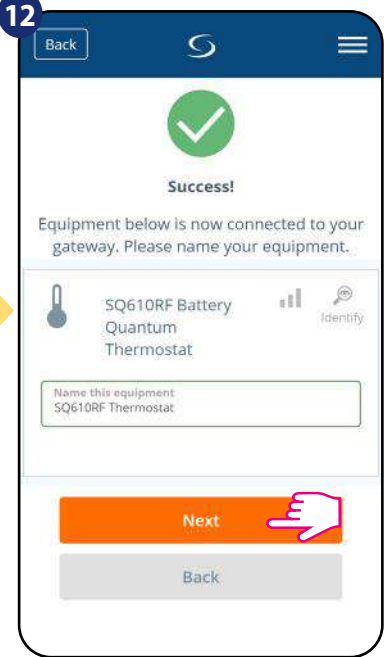 12
Back
Success!
Equipment below is now connected to your
gateway. Please name your equipment.
SQ610RF Battery
Quantum
Thermostat
Identify
Name this equipment
SQ610RF Thermostat
Next
Back